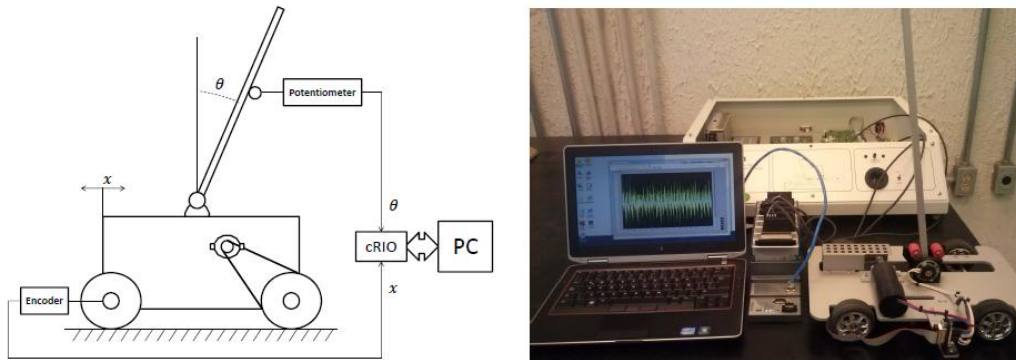 θ
Potentiometer
x
θ
cRIO
PC
x
Encoder